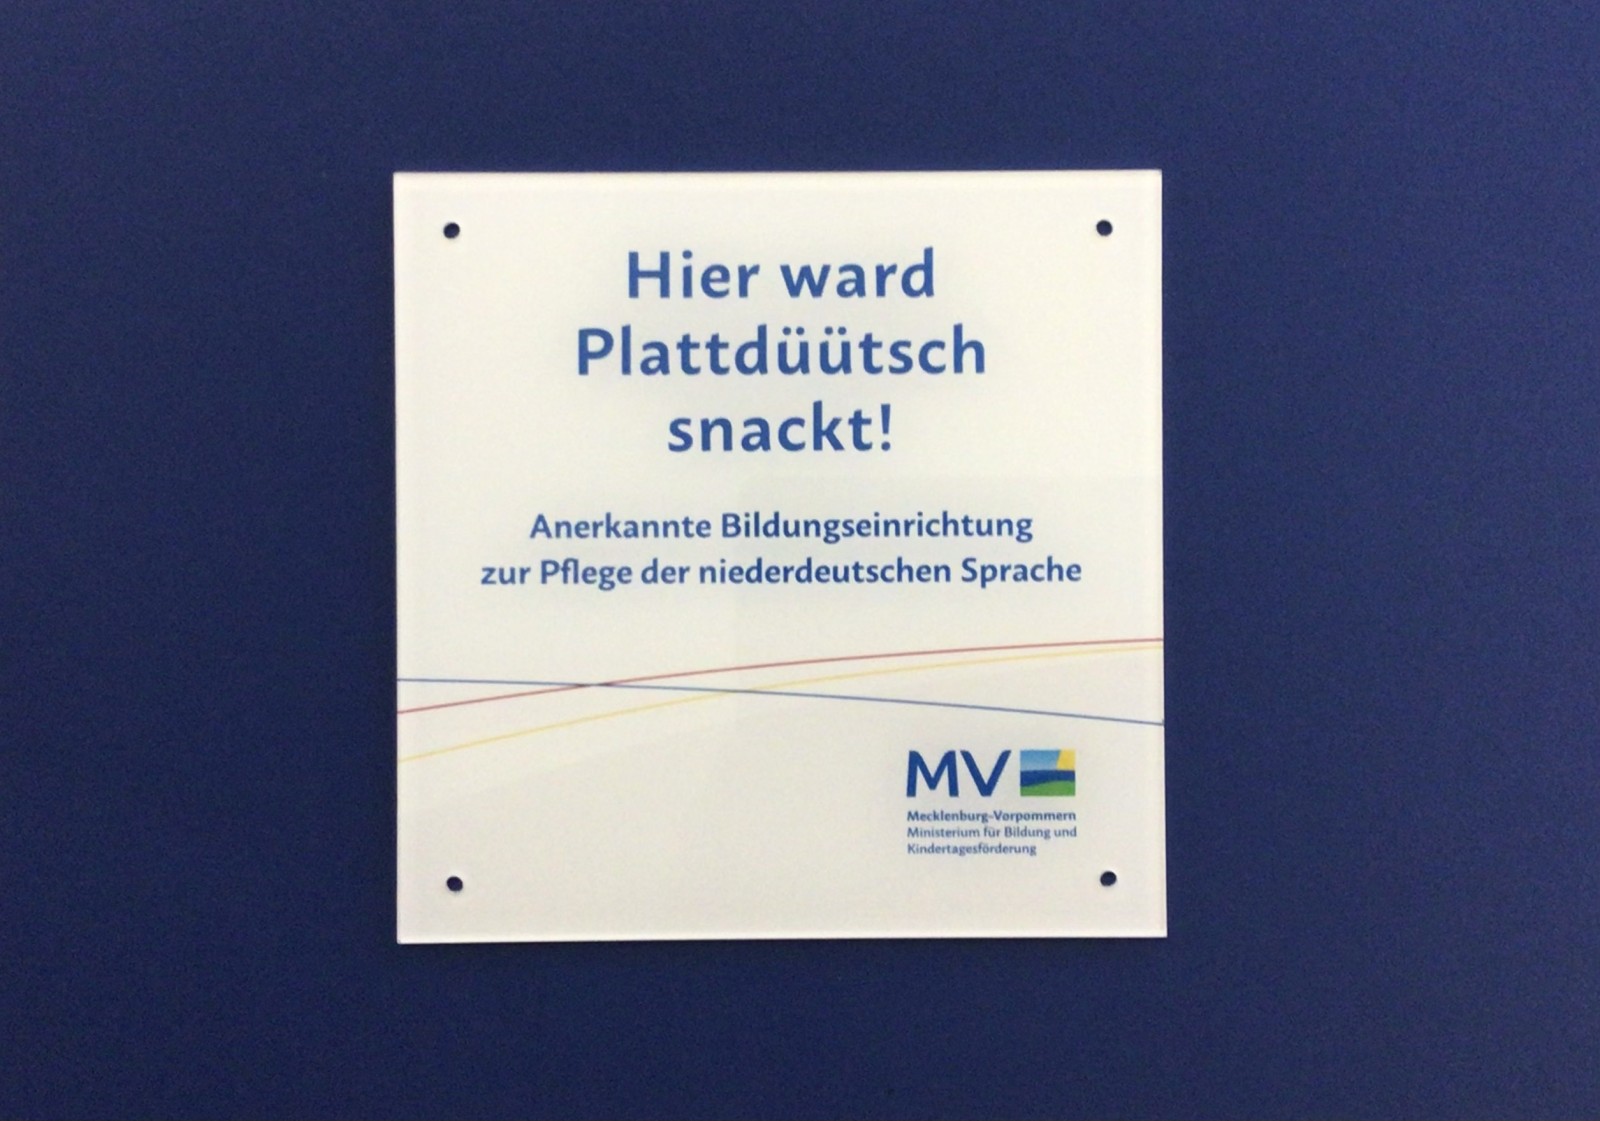 Hier ward
Plattdüütsch
snackt!
Anerkannte Bildungseinrichtung
zur Pflege der niederdeutschen Sprache
MV
Mecklenburg-Vorpommern
Ministerium für Bildung und
Kindertagesförderung